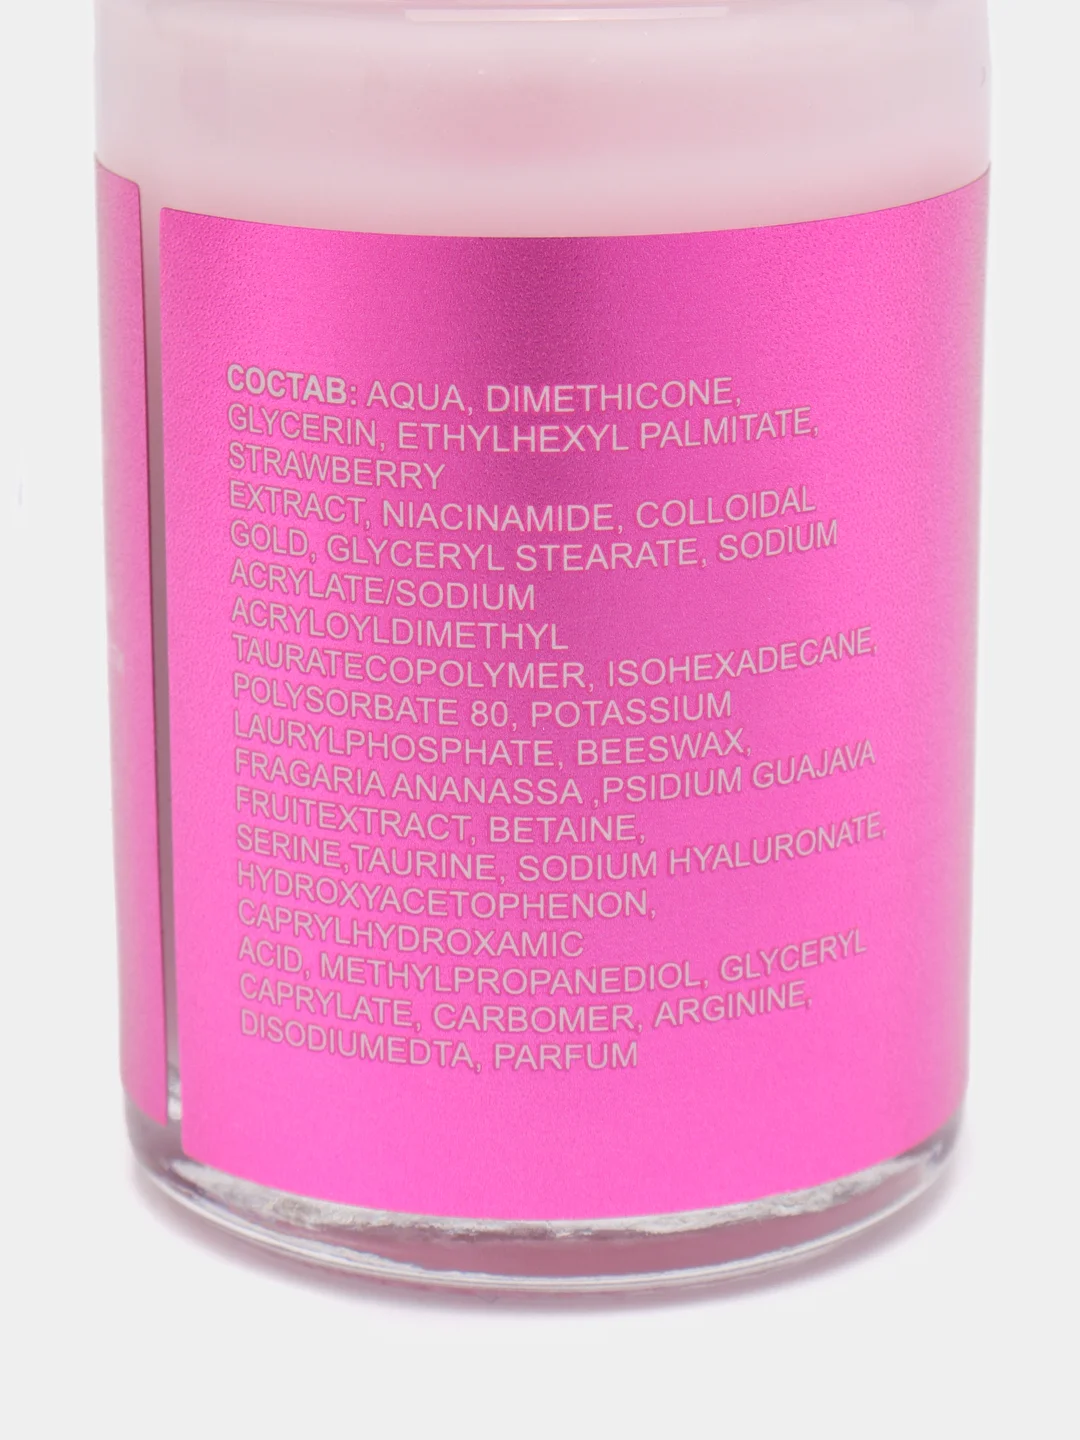 СОСТАВ: AQUA, DIMETHICONE,
GLYCERIN, ETHYLHEXYL PALMITATE,
STRAWBERRY
EXTRACT, NIACINAMIDE, COLLOIDAL
GOLD, GLYCERYL STEARATE, SODIUM
ACRYLATE/SODIUM
ACRYLOYLDIMETHYL
TAURATECOPOLYMER, ISOHEXADECANE,
POLYSORBATE 80, POTASSIUM
LAURYLPHOSPHATE, BEESWAX,
FRAGARIA ANANASSA ,PSIDIUM GUAJAVA
FRUITEXTRACT, BETAINE,
SERINE,TAURINE, SODIUM HYALURONATE,
HYDROXYACETOPHENON,
CAPRYLHYDROXAMIC
ACID, METHYLPROPANEDIOL, GLYCERYL
CAPRYLATE, CARBOMER, ARGININE,
DISODIUMEDTA, PARFUM